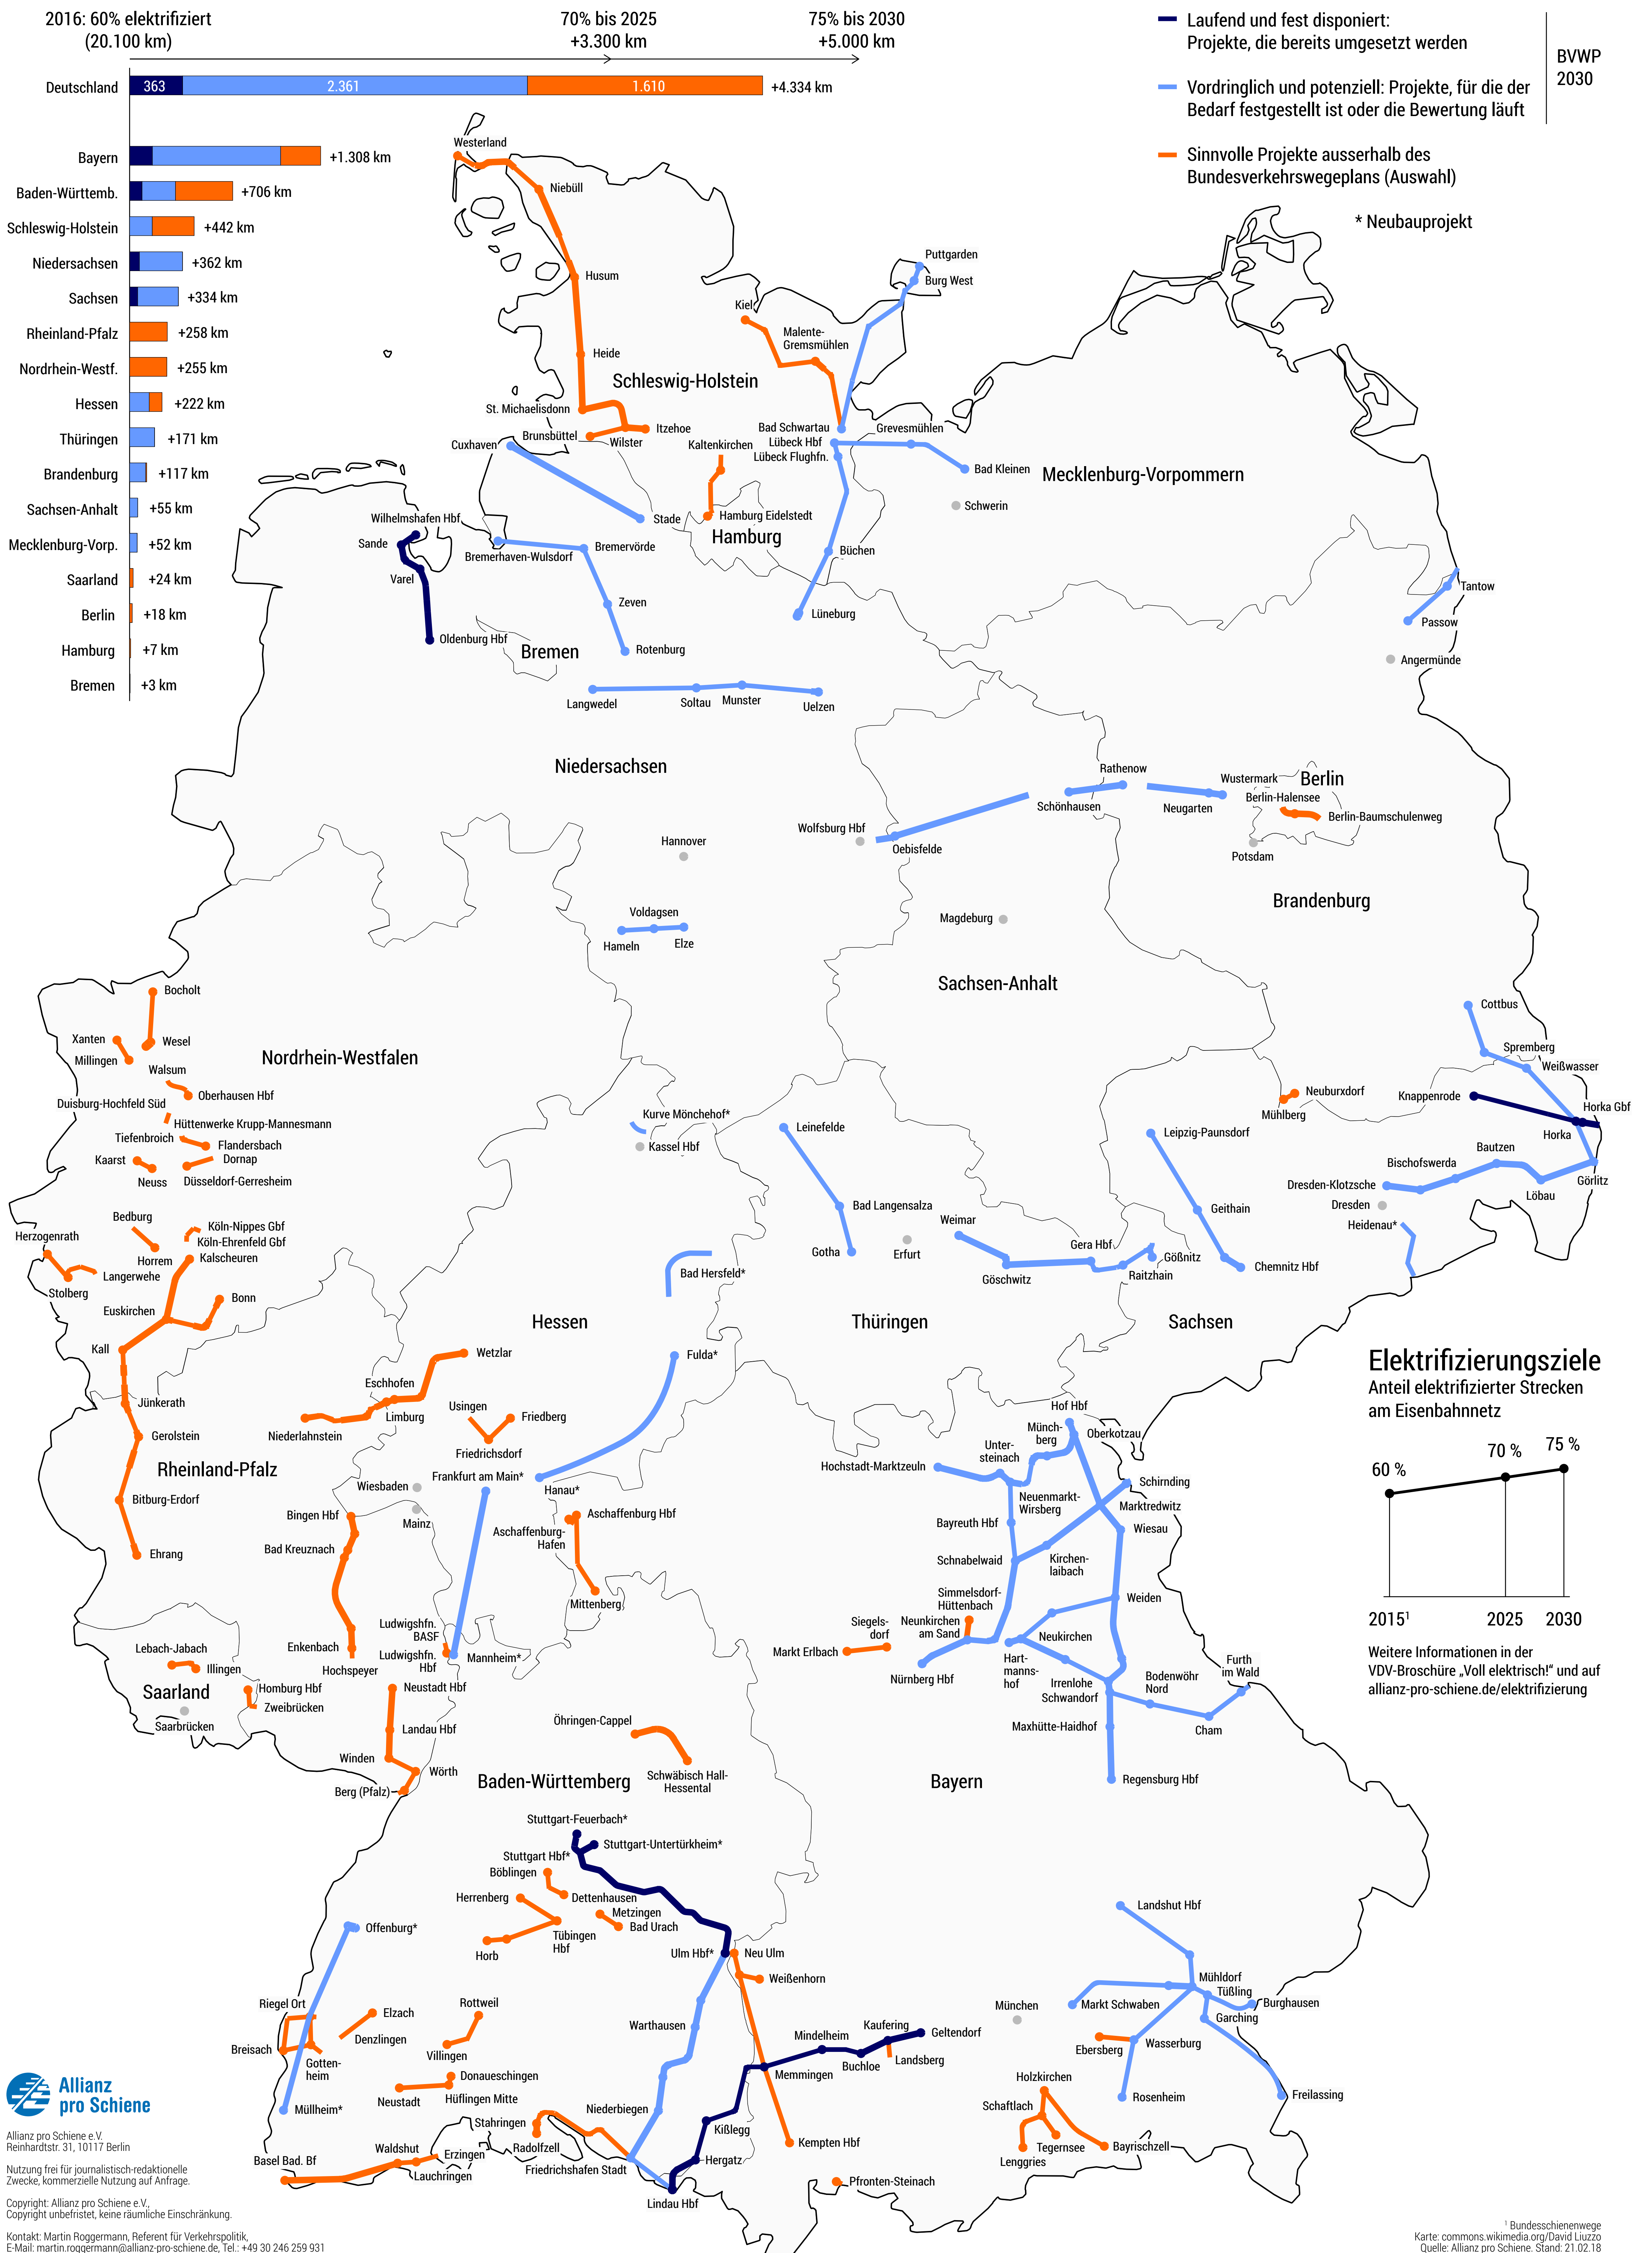 2016: 60% elektrifiziert
(20.100 km)
70% bis 2025
+3.300 km
75% bis 2030
+5.000 km
Deutschland 363 2.361 1.610 +4.334 km
Bayern +1.308 km
Baden-Württemb. +706 km
Schleswig-Holstein +442 km
Niedersachsen +362 km
Sachsen +334 km
Rheinland-Pfalz +258 km
Nordrhein-Westf. +255 km
Hessen +222 km
Thüringen +171 km
Brandenburg +117 km
Sachsen-Anhalt +55 km
Mecklenburg-Vorp. +52 km
Saarland +24 km
Berlin +18 km
Hamburg +7 km
Bremen +3 km
Laufend und fest disponiert:
Projekte, die bereits umgesetzt werden
Vordringlich und potenziell: Projekte, für die der
Bedarf festgestellt ist oder die Bewertung läuft
BVWP
2030
Sinnvolle Projekte ausserhalb des
Bundesverkehrswegeplans (Auswahl)
* Neubauprojekt
Westerland
Niebüll
Husum
Heide
Schleswig-Holstein
St. Michaelisdonn
Brunsbüttel
Wilster
Itzehoe
Kiel
Malente-
Gremsmühlen
Puttgarden
Burg West
Bad Schwartau
Lübeck Hbf
Lübeck Flughfn.
Grevesmühlen
Bad Kleinen
Mecklenburg-Vorpommern
Schwerin
Kaltenkirchen
Hamburg Eidelstedt
Hamburg
Cuxhaven
Stade
Büchen
Lüneburg
Wilhelmshafen Hbf
Sande
Varel
Oldenburg Hbf
Bremerhaven-Wulsdorf
Bremervörde
Zeven
Rotenburg
Bremen
Langwedel
Soltau
Munster
Uelzen
Tantow
Passow
Angermünde
Niedersachsen
Hannover
Wolfsburg Hbf
Oebisfelde
Schönhausen
Rathenow
Neugarten
Wustermark
Berlin
Berlin-Halensee
Berlin-Baumschulenweg
Potsdam
Brandenburg
Voldagsen
Hameln
Elze
Magdeburg
Sachsen-Anhalt
Bocholt
Xanten
Wesel
Millingen
Walsum
Nordrhein-Westfalen
Oberhausen Hbf
Duisburg-Hochfeld Süd
Hüttenwerke Krupp-Mannesmann
Tiefenbroich
Flandersbach
Kaarst
Dornap
Neuss
Düsseldorf-Gerresheim
Bedburg
Köln-Nippes Gbf
Köln-Ehrenfeld Gbf
Herzogenrath
Horrem
Kalscheuren
Langerwehe
Stolberg
Euskirchen
Bonn
Kall
Jünkerath
Gerolstein
Rheinland-Pfalz
Bitburg-Erdorf
Ehrang
Kurve Mönchehof*
Kassel Hbf
Leinefelde
Bad Langensalza
Gotha
Erfurt
Weimar
Göschwitz
Gera Hbf
Raitzhain
Gößnitz
Bad Hersfeld*
Hessen
Thüringen
Sachsen
Fulda*
Cottbus
Spremberg
Weißwasser
Knappenrode
Horka Gbf
Horka
Neuburxdorf
Mühlberg
Leipzig-Paunsdorf
Geithain
Chemnitz Hbf
Bautzen
Bischofswerda
Dresden-Klotzsche
Löbau
Görlitz
Dresden
Heidenau*
Wetzlar
Eschhofen
Limburg
Niederlahnstein
Usingen
Friedberg
Friedrichsdorf
Frankfurt am Main*
Hanau*
Wiesbaden
Mainz
Bingen Hbf
Bad Kreuznach
Enkenbach
Hochspeyer
Aschaffenburg Hbf
Aschaffenburg-
Hafen
Mittenberg
Ludwigshfn.
BASF
Ludwigshfn.
Hbf
Mannheim*
Lebach-Jabach
Illingen
Saarland
Saarbrücken
Homburg Hbf
Zweibrücken
Neustadt Hbf
Landau Hbf
Winden
Wörth
Berg (Pfalz)
Hof Hbf
Münch-
berg
Oberkotzau
Unter-
steinach
Hochstadt-Marktzeuln
Schirnding
Neuenmarkt-
Wirsberg
Marktredwitz
Bayreuth Hbf
Wiesau
Schnabelwaid
Kirchen-
laibach
Simmelsdorf-
Hüttenbach
Weiden
Siegels-
dorf
Neunkirchen
am Sand
Markt Erlbach
Nürnberg Hbf
Neukirchen
Hart-
manns-
hof
Irrenlohe
Schwandorf
Bodenwöhr
Nord
Furth
im Wald
Cham
Maxhütte-Haidhof
Regensburg Hbf
Bayern
Elektrifizierungsziele
Anteil elektrifizierter Strecken
am Eisenbahnnetz
60 %
70 %
75 %
2015¹
2025
2030
Weitere Informationen in der
VDV-Broschüre „Voll elektrisch!“ und auf
allianz-pro-schiene.de/elektrifizierung
Öhringen-Cappel
Schwäbisch Hall-
Hessental
Baden-Württemberg
Stuttgart-Feuerbach*
Stuttgart-Untertürkheim*
Stuttgart Hbf*
Böblingen
Dettenhausen
Herrenberg
Metzingen
Bad Urach
Tübingen
Hbf
Horb
Offenburg*
Ulm Hbf*
Neu Ulm
Weißenhorn
Riegel Ort
Elzach
Denzlingen
Breisach
Gotten-
heim
Rottweil
Villingen
Donaueschingen
Neustadt
Hüflingen Mitte
Müllheim*
Warthausen
Mindelheim
Kaufering
Geltendorf
Buchloe
Landsberg
Memmingen
Niederbiegen
Kißlegg
Kempten Hbf
Stahringen
Radolfzell
Friedrichshafen Stadt
Hergatz
Lindau Hbf
Pfronten-Steinach
Basel Bad. Bf
Waldshut
Erzingen
Lauchringen
Landshut Hbf
Mühldorf
Tüßling
Burghausen
Markt Schwaben
Garching
München
Ebersberg
Wasserburg
Rosenheim
Freilassing
Holzkirchen
Schaftlach
Tegernsee
Bayrischzell
Lenggries
Allianz
pro Schiene
Allianz pro Schiene e.V.
Reinhardtstr. 31, 10117 Berlin
Nutzung frei für journalistisch-redaktionelle
Zwecke, kommerzielle Nutzung auf Anfrage.
Copyright: Allianz pro Schiene e.V.,
Copyright unbefristet, keine räumliche Einschränkung.
Kontakt: Martin Roggermann, Referent für Verkehrspolitik,
E-Mail: martin.roggermann@allianz-pro-schiene.de, Tel.: +49 30 246 259 931
¹ Bundesschienenwege
Karte: commons.wikimedia.org/David Liuzzo
Quelle: Allianz pro Schiene. Stand: 21.02.18